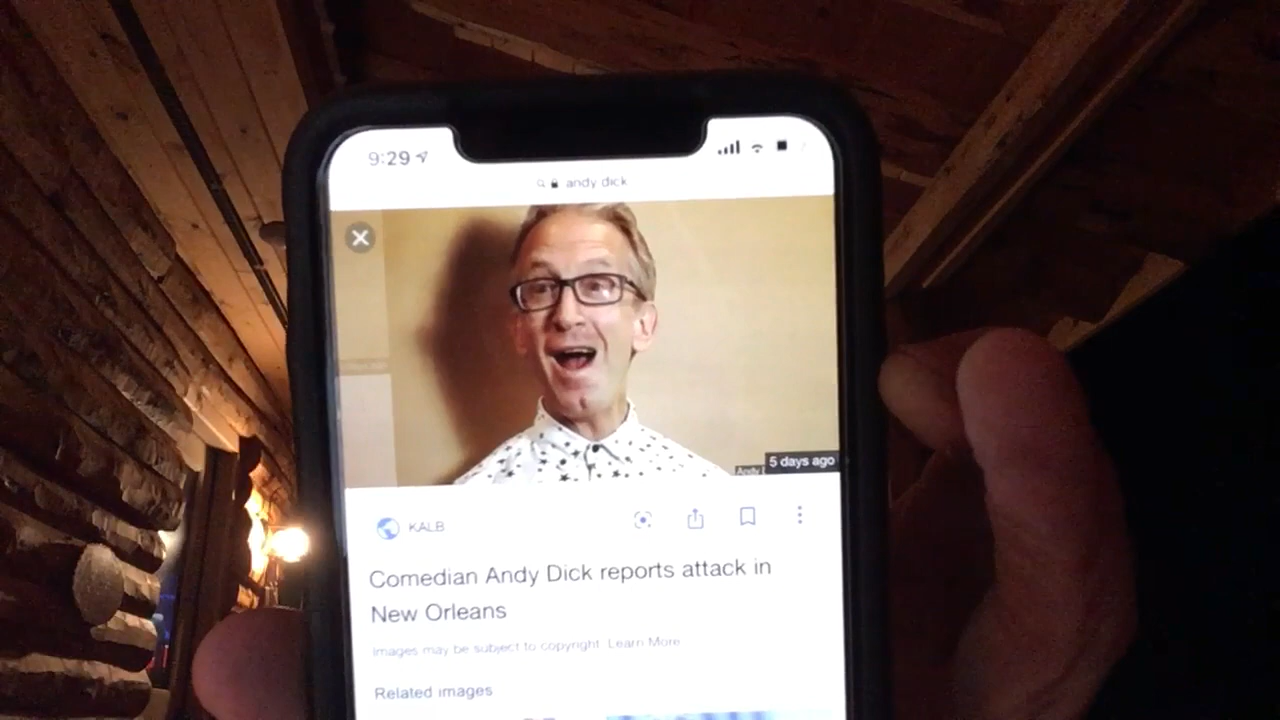 9:29
andy dick
5 days ago
KALB
Comedian Andy Dick reports attack in
New Orleans
Images may be subject to copyright. Learn More
Related images